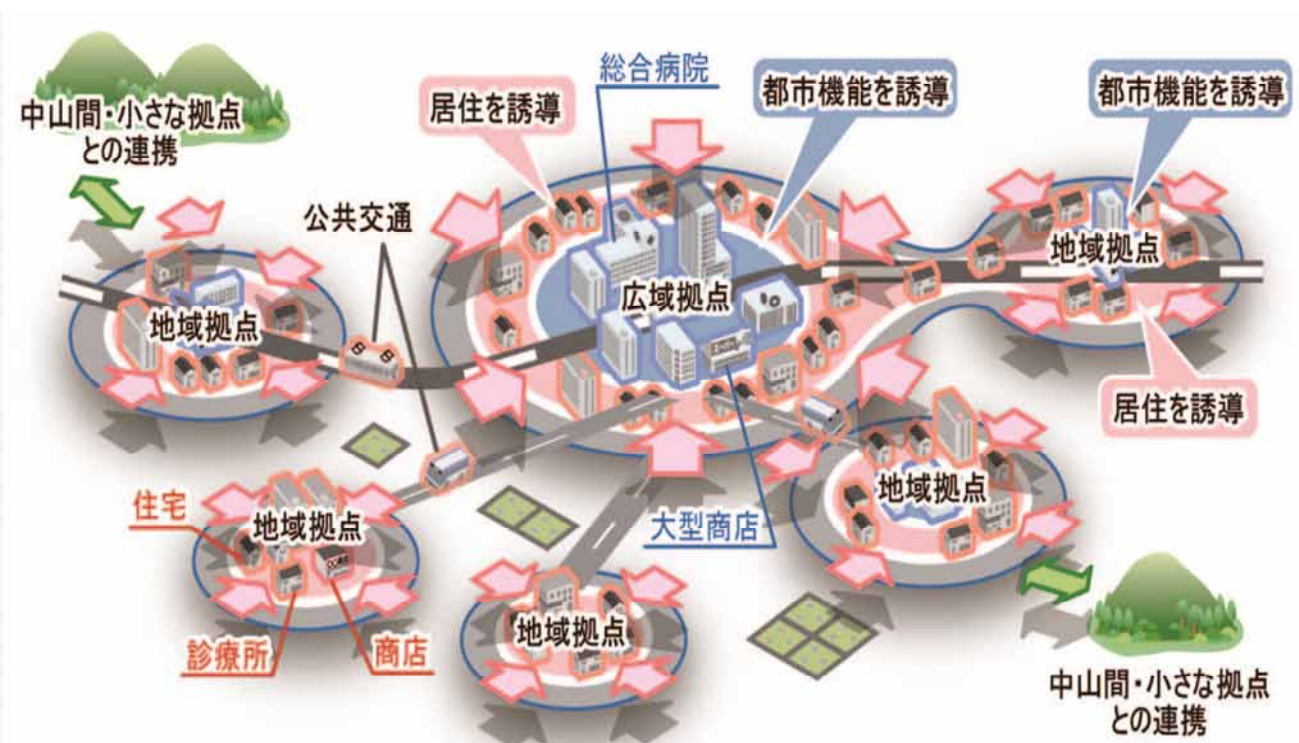 総合病院
居住を誘導
都市機能を誘導
都市機能を誘導
中山間・小さな拠点
との連携
公共交通
地域拠点
広域拠点
地域拠点
居住を誘導
住宅
地域拠点
大型商店
地域拠点
診療所
商店
地域拠点
中山間・小さな拠点
との連携